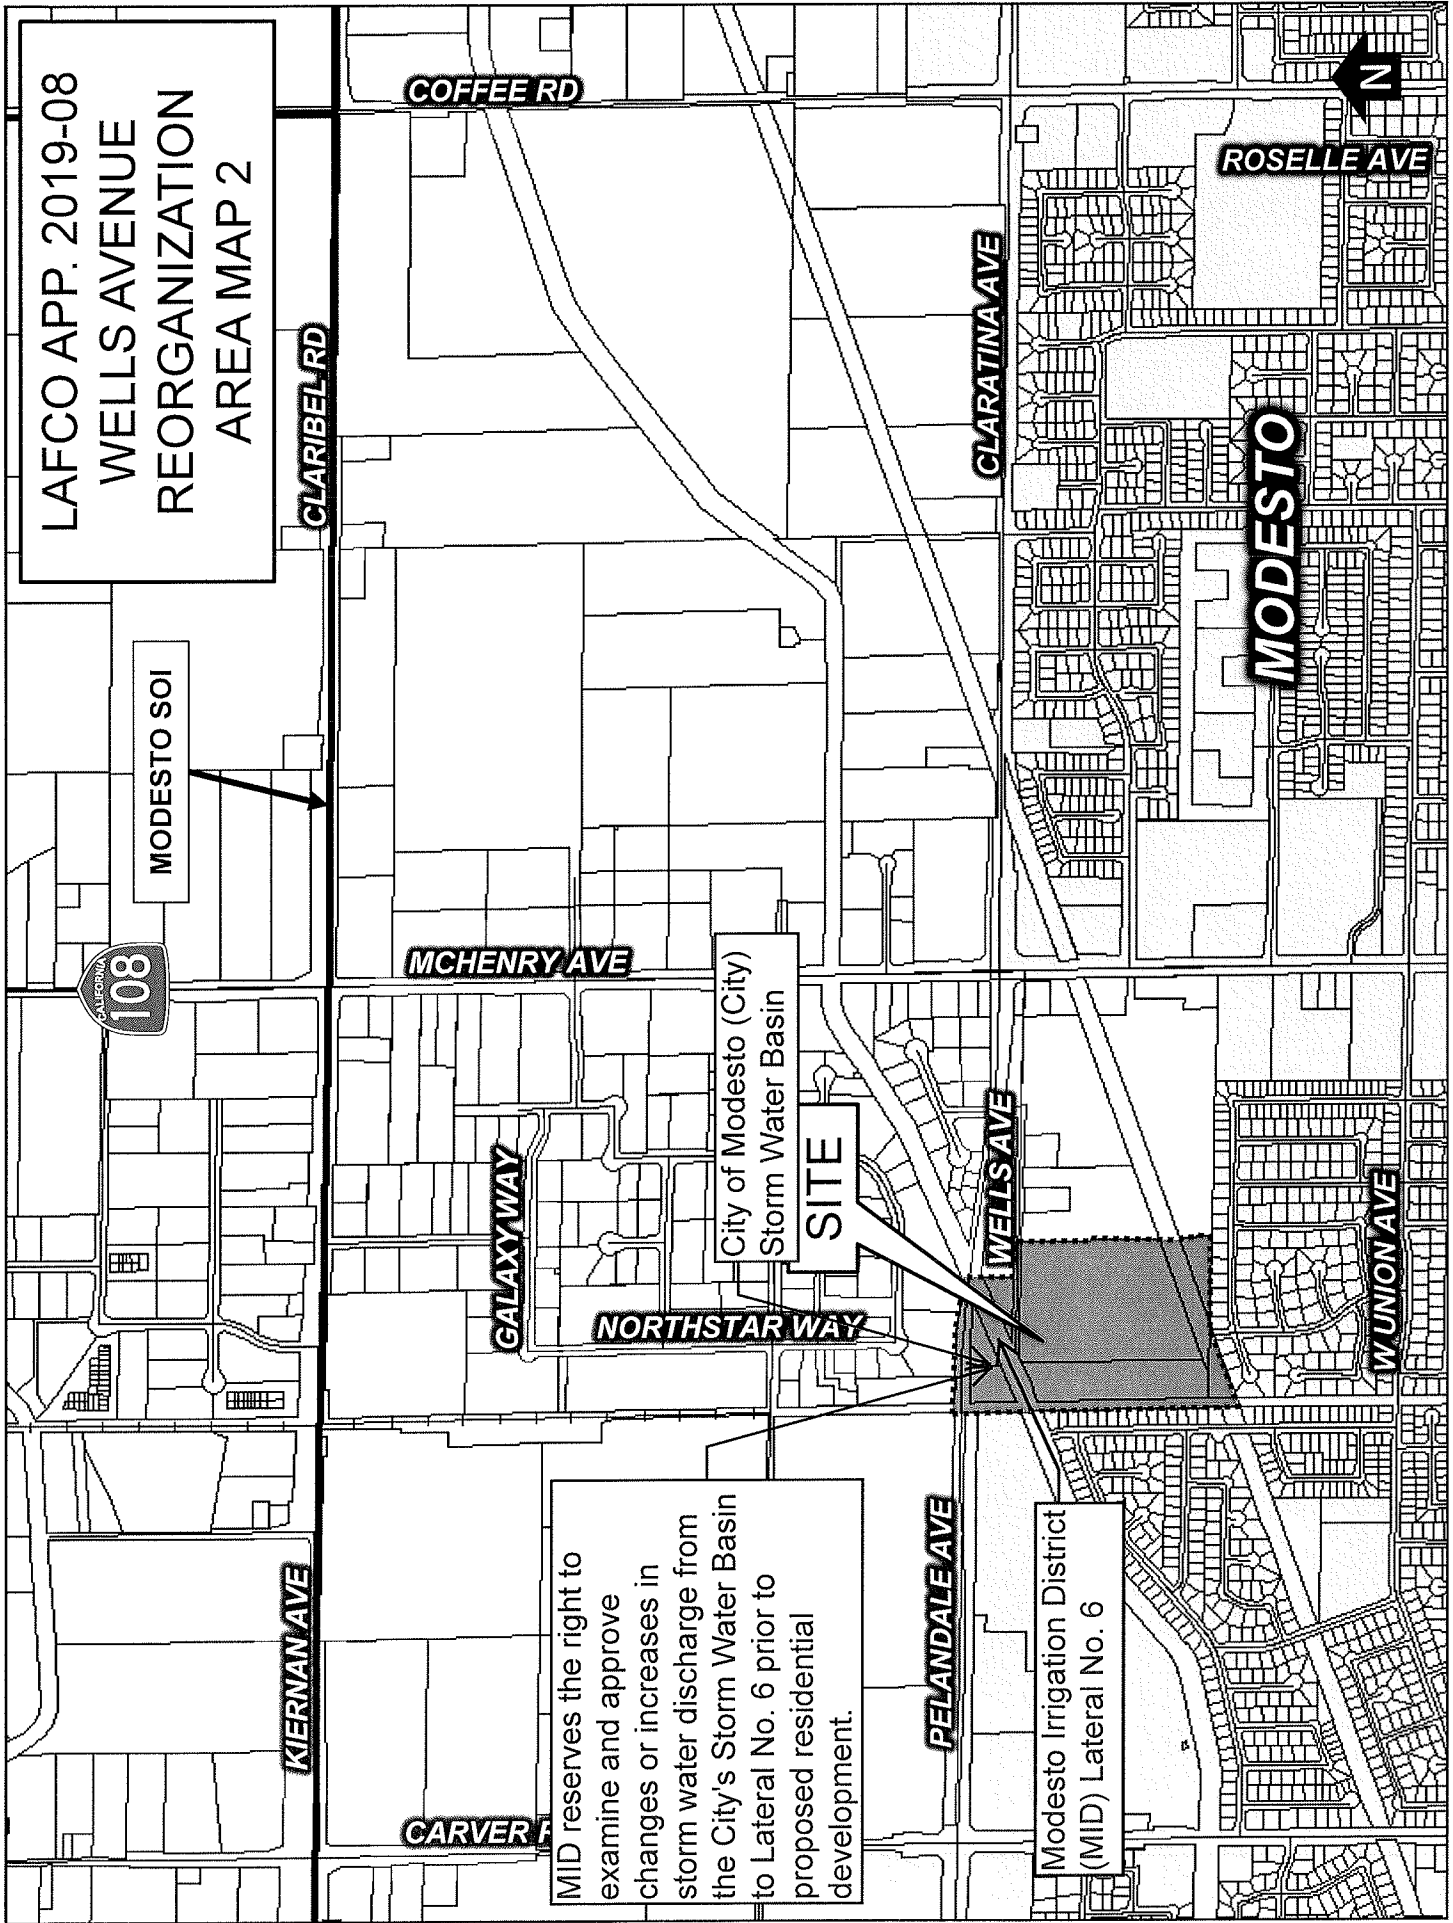 LAFCO APP. 2019-08
WELLS AVENUE
REORGANIZATION
AREA MAP 2
MODESTO SOI
CALIFORNIA
108
KIERNAN AVE
CLARIBEL RD
CARVER R
MCHENRY AVE
COFFEE RD
GALAXY WAY
NORTHSTAR WAY
City of Modesto (City)
Storm Water Basin
SITE
MID reserves the right to
examine and approve
changes or increases in
storm water discharge from
the City's Storm Water Basin
to Lateral No. 6 prior to
proposed residential
development.
PELANDALE AVE
WELLS AVE
CLARATINA AVE
Modesto Irrigation District
(MID) Lateral No. 6
MODESTO
ROSELLE AVE
W UNION AVE
N